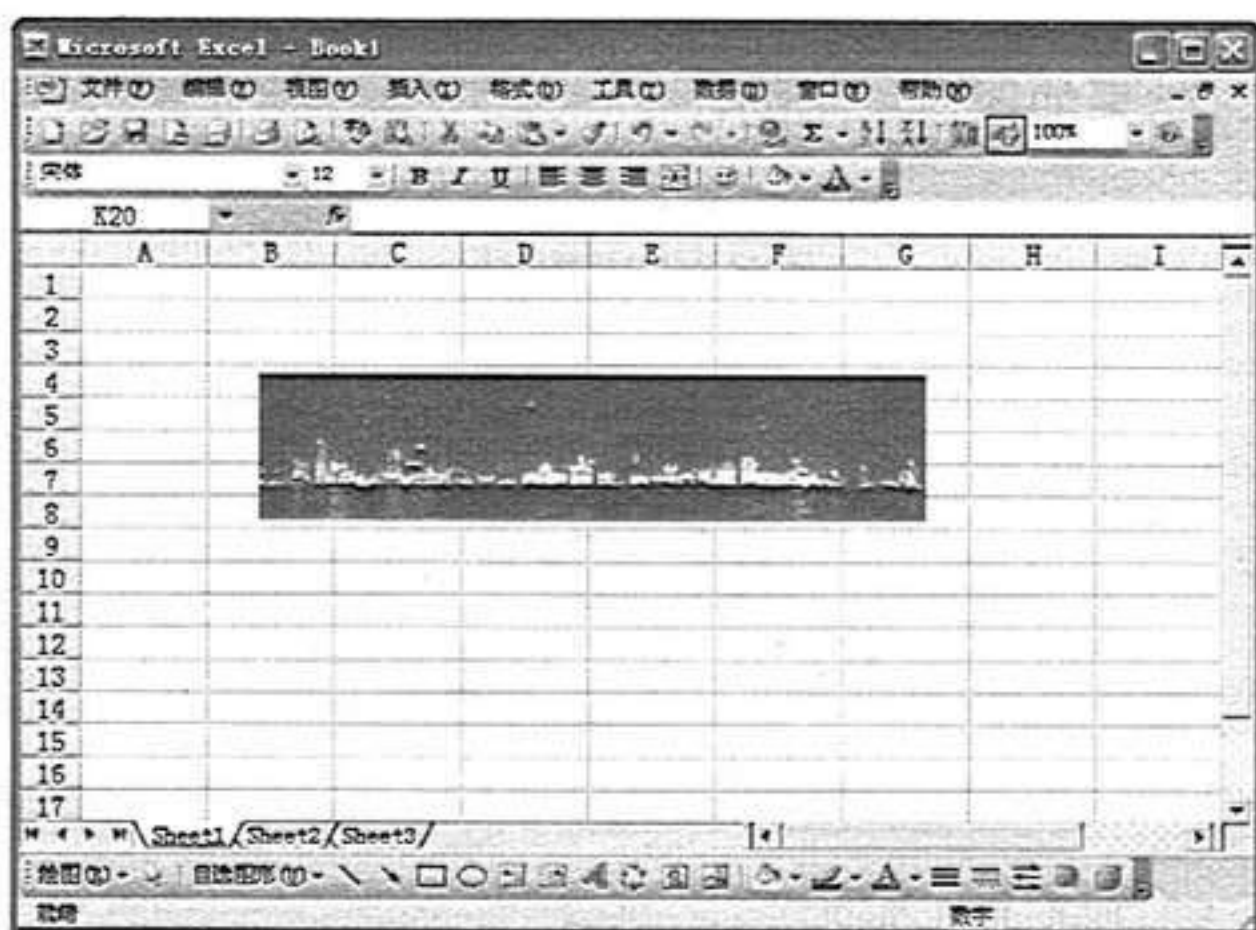 Microsoft Excel - Book1
文件(F) 编辑(E) 视图(V) 插入(I) 格式(O) 工具(T) 数据(D) 窗口(W) 帮助(H)
100%
宋体 12 B I U
K20 fx
A B C D E F G H I
1
2
3
4
5
6
7
8
9
10
11
12
13
14
15
16
17
Sheet1 Sheet2 Sheet3
绘图(R) 自选图形(U)
就绪 数字